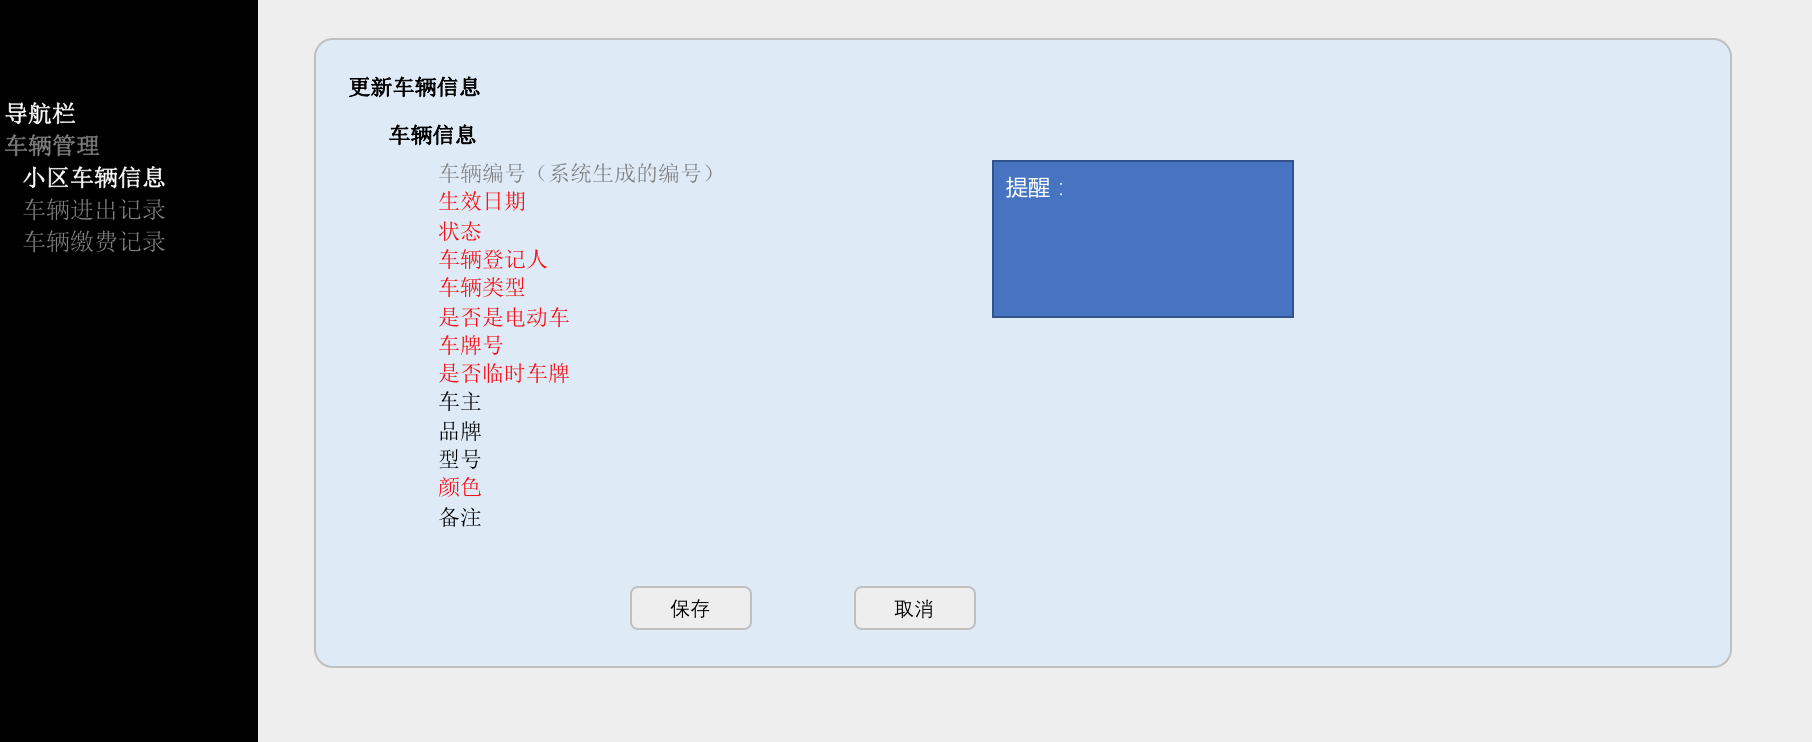 导航栏
车辆管理
小区车辆信息
车辆进出记录
车辆缴费记录
更新车辆信息
车辆信息
车辆编号（系统生成的编号）
生效日期
状态
车辆登记人
车辆类型
是否是电动车
车牌号
是否临时车牌
车主
品牌
型号
颜色
备注
提醒：
保存
取消